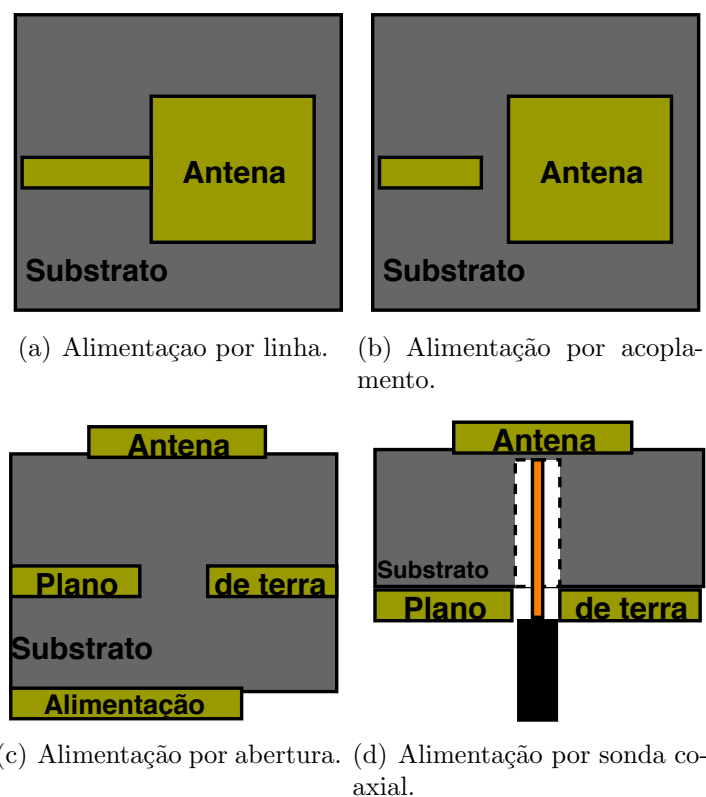 Antena
Substrato
Antena
Substrato
(a) Alimentaçao por linha.
(b) Alimentação por acopla-
mento.
Antena
Plano
de terra
Substrato
Alimentação
Antena
Substrato
Plano
de terra
(c) Alimentação por abertura.
(d) Alimentação por sonda co-
axial.